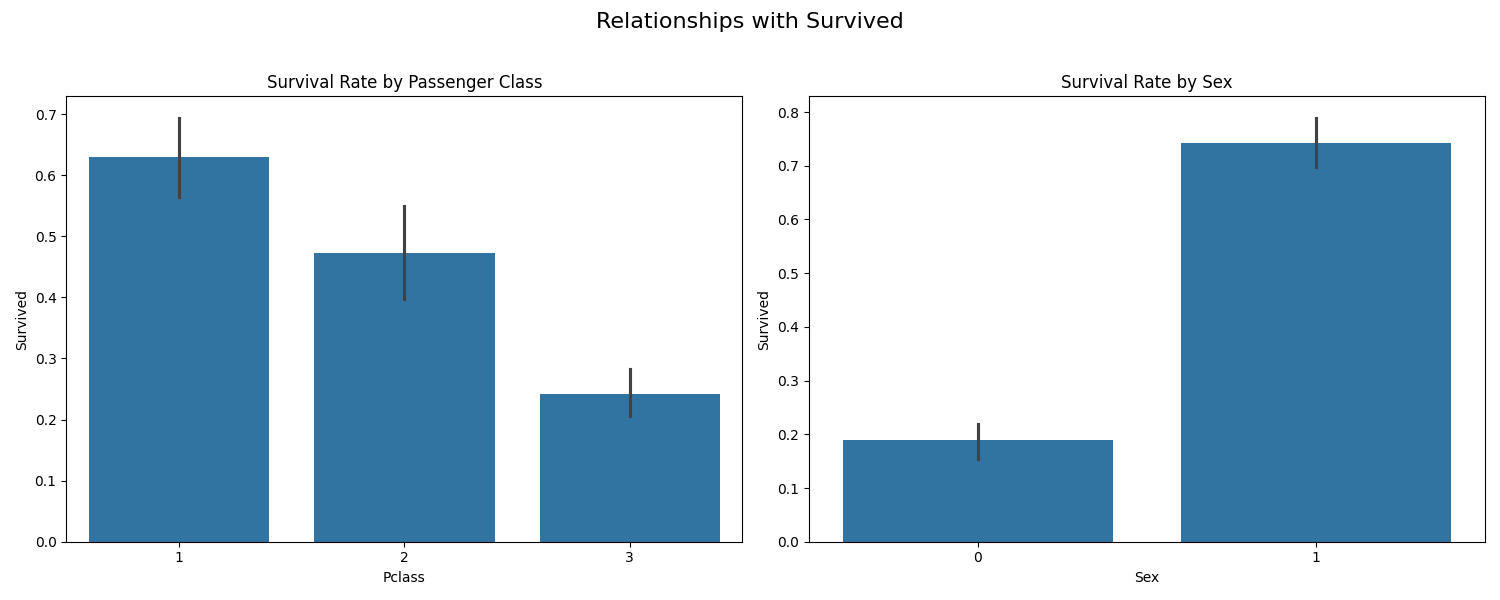 Relationships with Survived
Survival Rate by Passenger Class
0.7
0.6
0.5
0.4
0.3
0.2
0.1
0.0
Survived
1 2 3
Pclass
Survival Rate by Sex
0.8
0.7
0.6
0.5
0.4
0.3
0.2
0.1
0.0
Survived
0 1
Sex